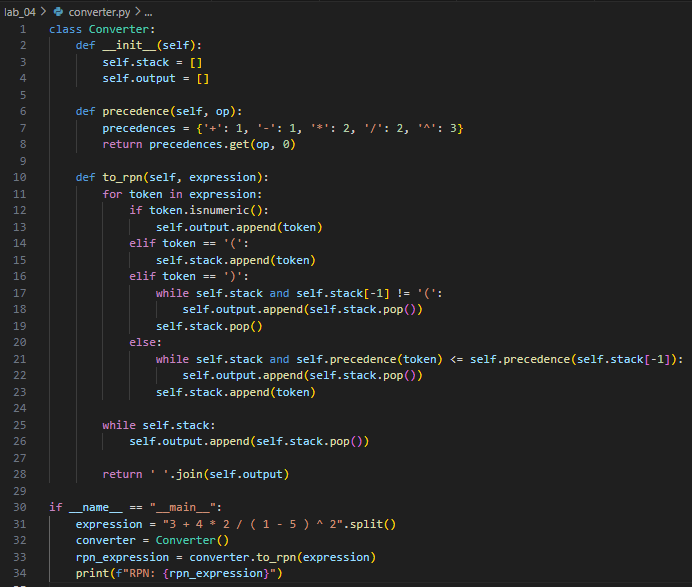 lab_04 > converter.py > ...
1 class Converter:
2     def __init__(self):
3         self.stack = []
4         self.output = []
5
6     def precedence(self, op):
7         precedences = {'+': 1, '-': 1, '*': 2, '/': 2, '^': 3}
8         return precedences.get(op, 0)
9
10     def to_rpn(self, expression):
11         for token in expression:
12             if token.isnumeric():
13                 self.output.append(token)
14             elif token == '(':
15                 self.stack.append(token)
16             elif token == ')':
17                 while self.stack and self.stack[-1] != '(':
18                     self.output.append(self.stack.pop())
19                 self.stack.pop()
20             else:
21                 while self.stack and self.precedence(token) <= self.precedence(self.stack[-1]):
22                     self.output.append(self.stack.pop())
23                 self.stack.append(token)
24
25         while self.stack:
26             self.output.append(self.stack.pop())
27
28         return ' '.join(self.output)
29
30 if __name__ == "__main__":
31     expression = "3 + 4 * 2 / ( 1 - 5 ) ^ 2".split()
32     converter = Converter()
33     rpn_expression = converter.to_rpn(expression)
34     print(f"RPN: {rpn_expression}")